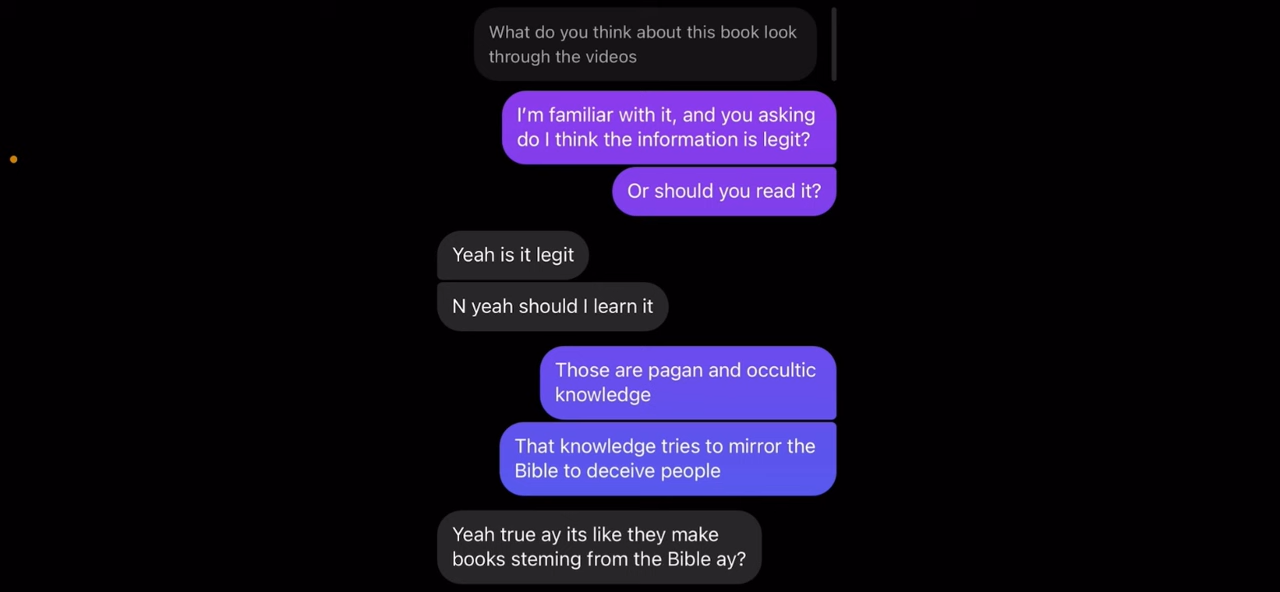 What do you think about this book look
through the videos
I’m familiar with it, and you asking
do I think the information is legit?
Or should you read it?
Yeah is it legit
N yeah should I learn it
Those are pagan and occultic
knowledge
That knowledge tries to mirror the
Bible to deceive people
Yeah true ay its like they make
books steming from the Bible ay?